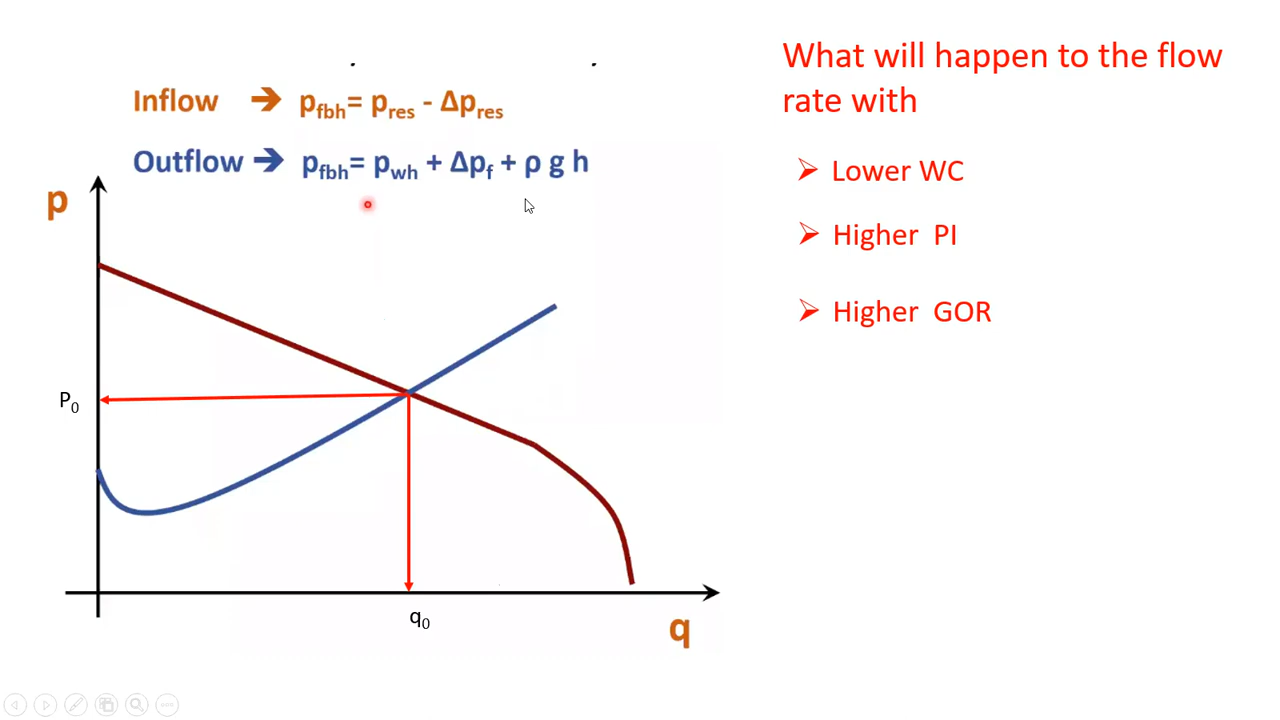 What will happen to the flow
rate with
Inflow ➔ pfbh= pres - Δpres
Outflow ➔ pfbh= pwh + Δpf + ρ g h
➢ Lower WC
➢ Higher PI
➢ Higher GOR
p
P0
q0
q